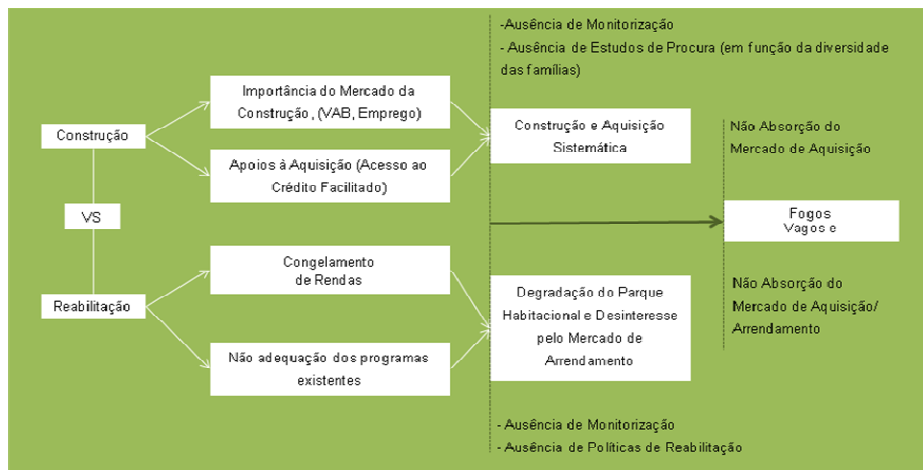 -Ausência de Monitorização
- Ausência de Estudos de Procura (em função da diversidade
das famílias)
Importância do Mercado da
Construção, (VAB, Emprego)
Construção
Apoios à Aquisição (Acesso ao
Crédito Facilitado)
Construção e Aquisição
Sistemática
Não Absorção do
Mercado de Aquisição
VS
Fogos
Vagos e
Congelamento
de Rendas
Reabilitação
Degradação do Parque
Habitacional e Desinteresse
pelo Mercado de
Arrendamento
Não Absorção do
Mercado de Aquisição/
Arrendamento
Não adequação dos programas
existentes
- Ausência de Monitorização
- Ausência de Políticas de Reabilitação